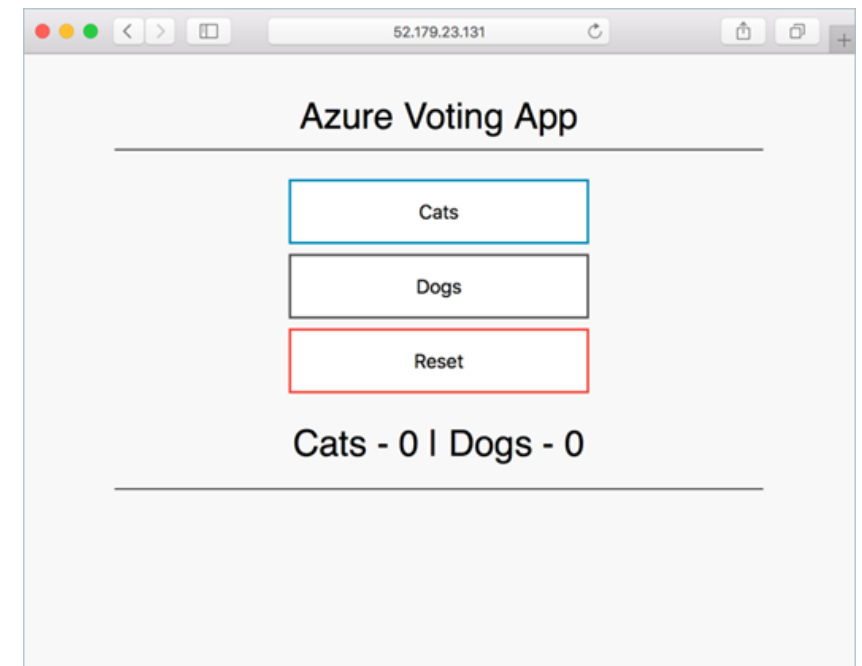 52.179.23.131
Azure Voting App
Cats
Dogs
Reset
Cats - 0 | Dogs - 0